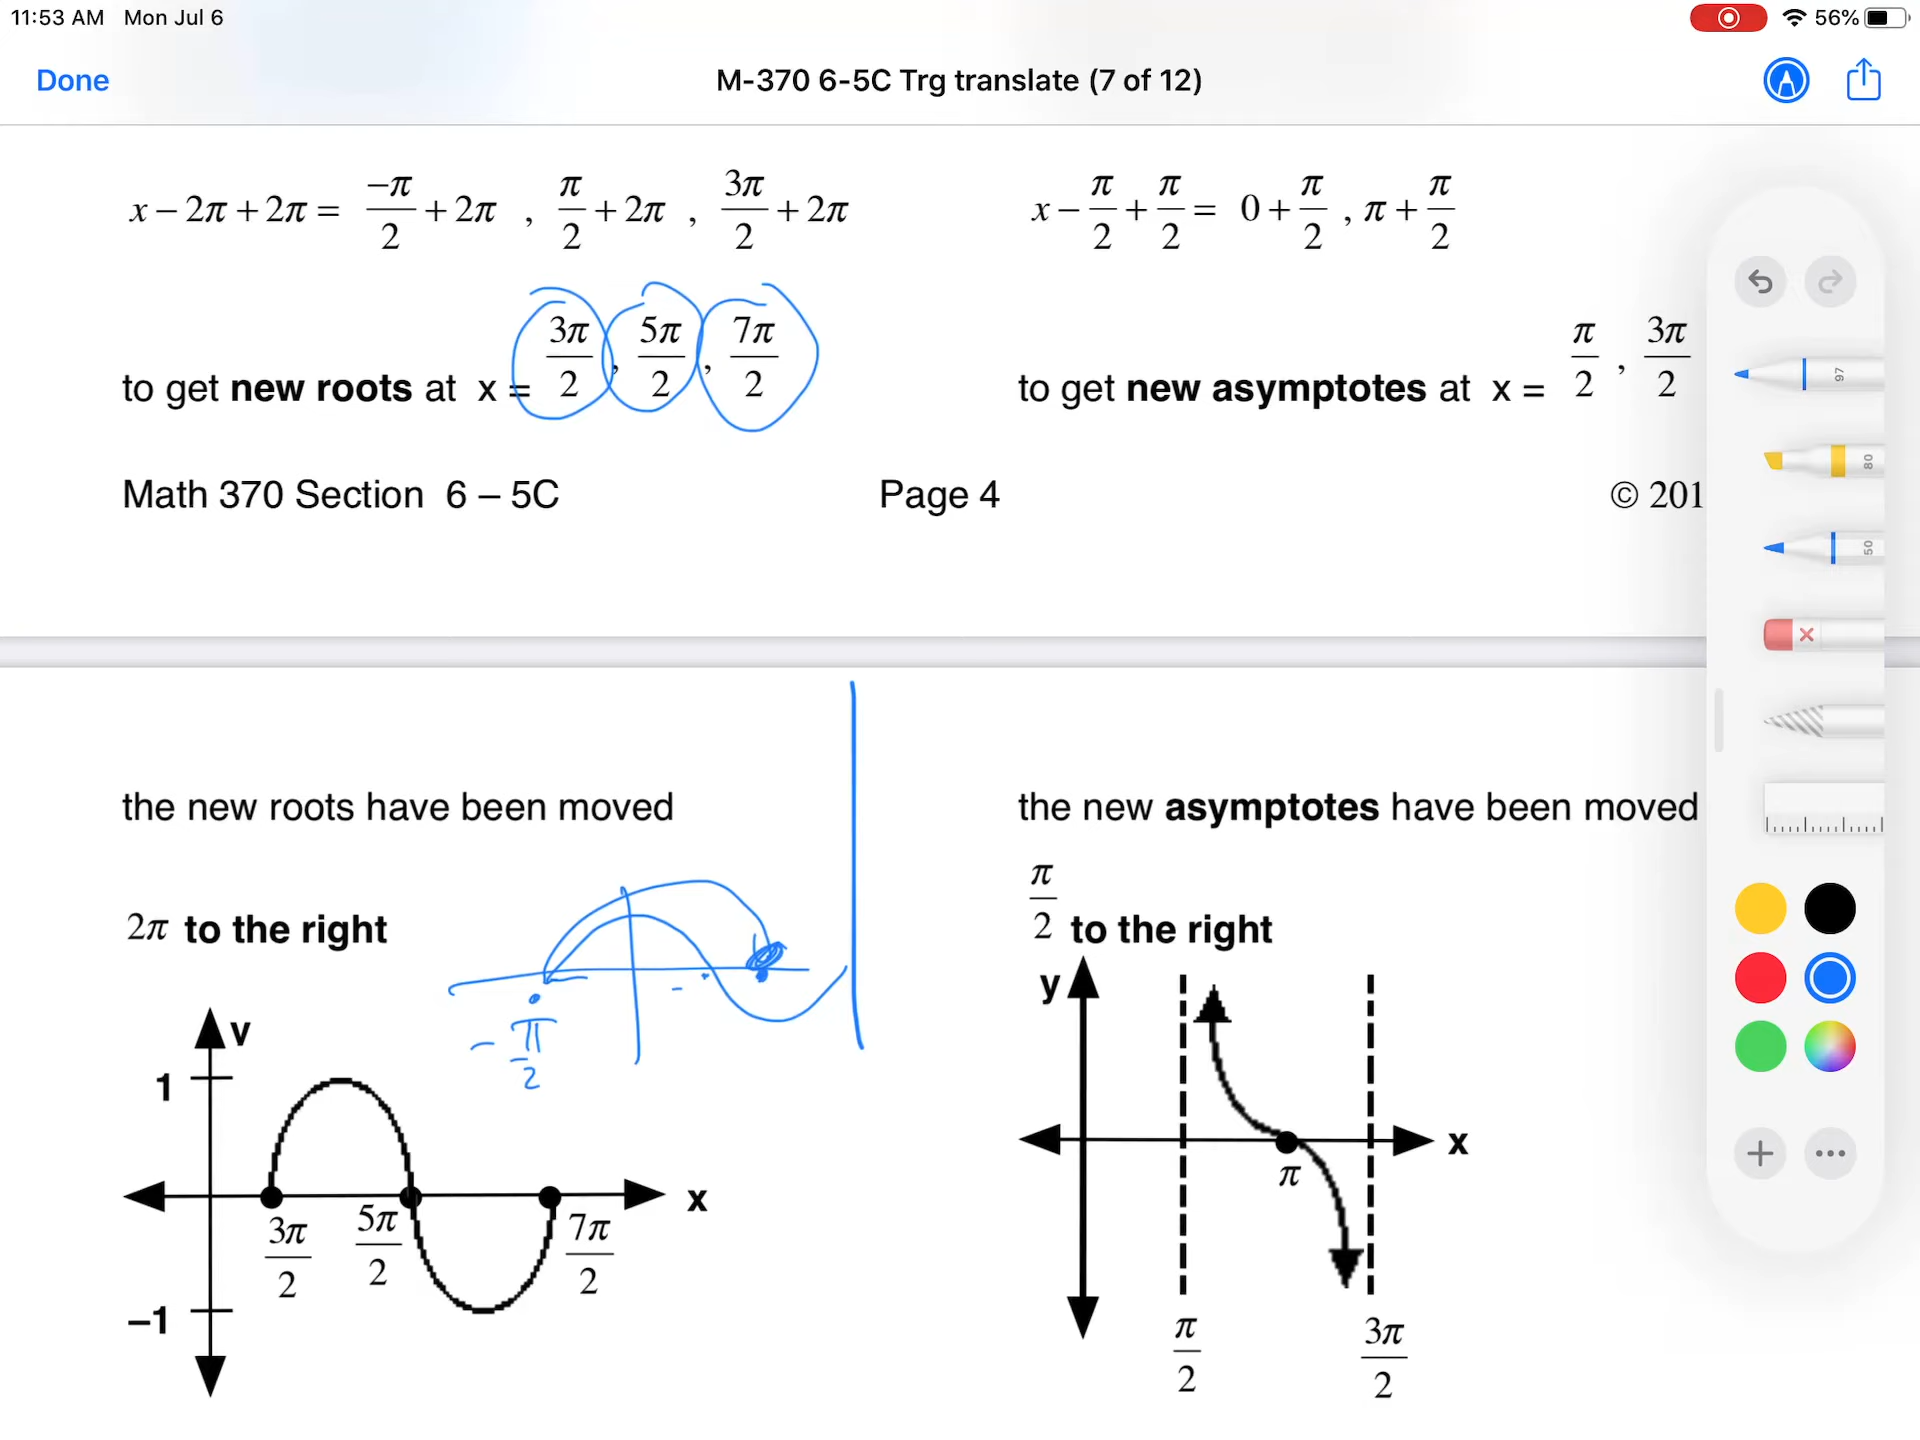 11:53 AM Mon Jul 6
56%
Done
M-370 6-5C Trg translate (7 of 12)
x − 2π + 2π = −π/2 + 2π , π/2 + 2π , 3π/2 + 2π
x − π/2 + π/2 = 0 + π/2 , π + π/2
to get new roots at x = 3π/2 , 5π/2 , 7π/2
to get new asymptotes at x = π/2 , 3π/2
Math 370 Section 6 – 5C
Page 4
© 201
97
80
50
the new roots have been moved
2π to the right
the new asymptotes have been moved
π/2 to the right
− π/2
v
1
−1
3π/2
5π/2
7π/2
x
y
x
π
π/2
3π/2